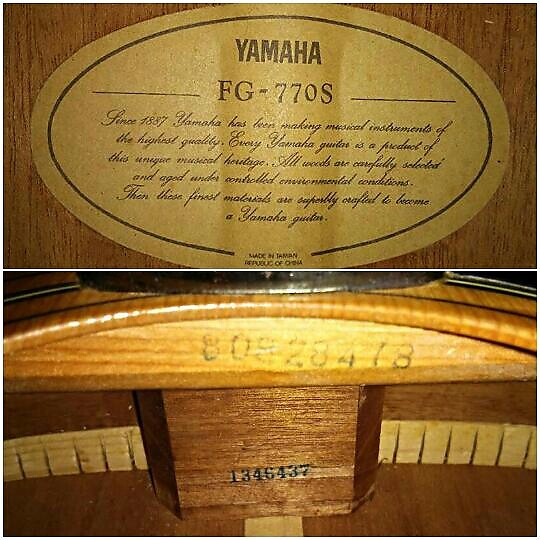 YAMAHA
FG-770S
Since 1887 Yamaha has been making musical instruments of
the highest quality. Every Yamaha guitar is a product of
this unique musical heritage. All woods are carefully selected
and aged under controlled environmental conditions.
Then these finest materials are superbly crafted to become
a Yamaha guitar.
MADE IN TAIWAN
REPUBLIC OF CHINA
1346437